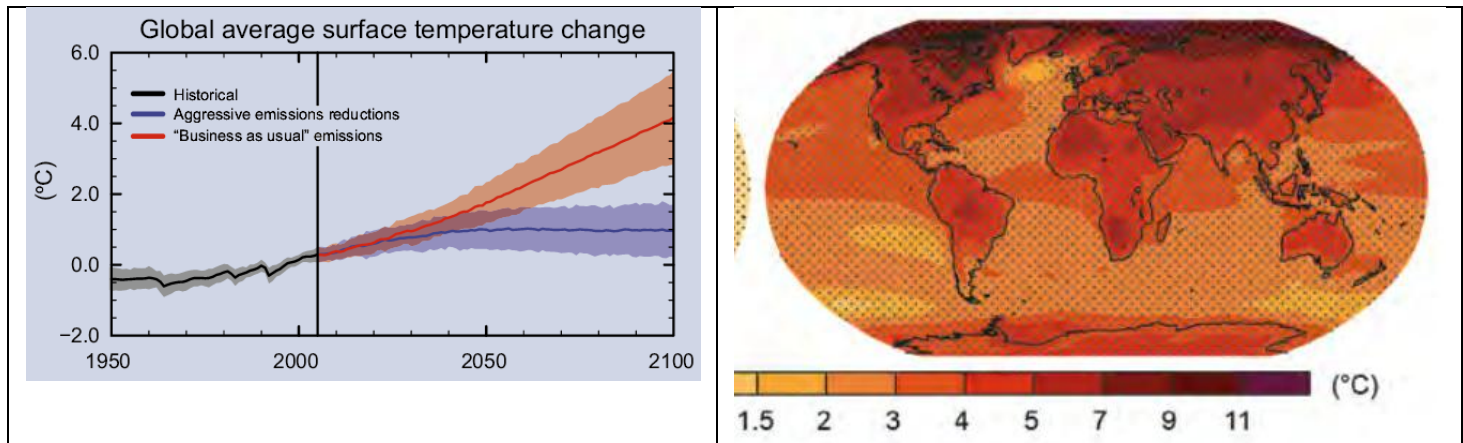 Global average surface temperature change
6.0
4.0
2.0
0.0
−2.0
(ºC)
Historical
Aggressive emissions reductions
“Business as usual” emissions
1950 2000 2050 2100
(°C)
1.5 2 3 4 5 7 9 11